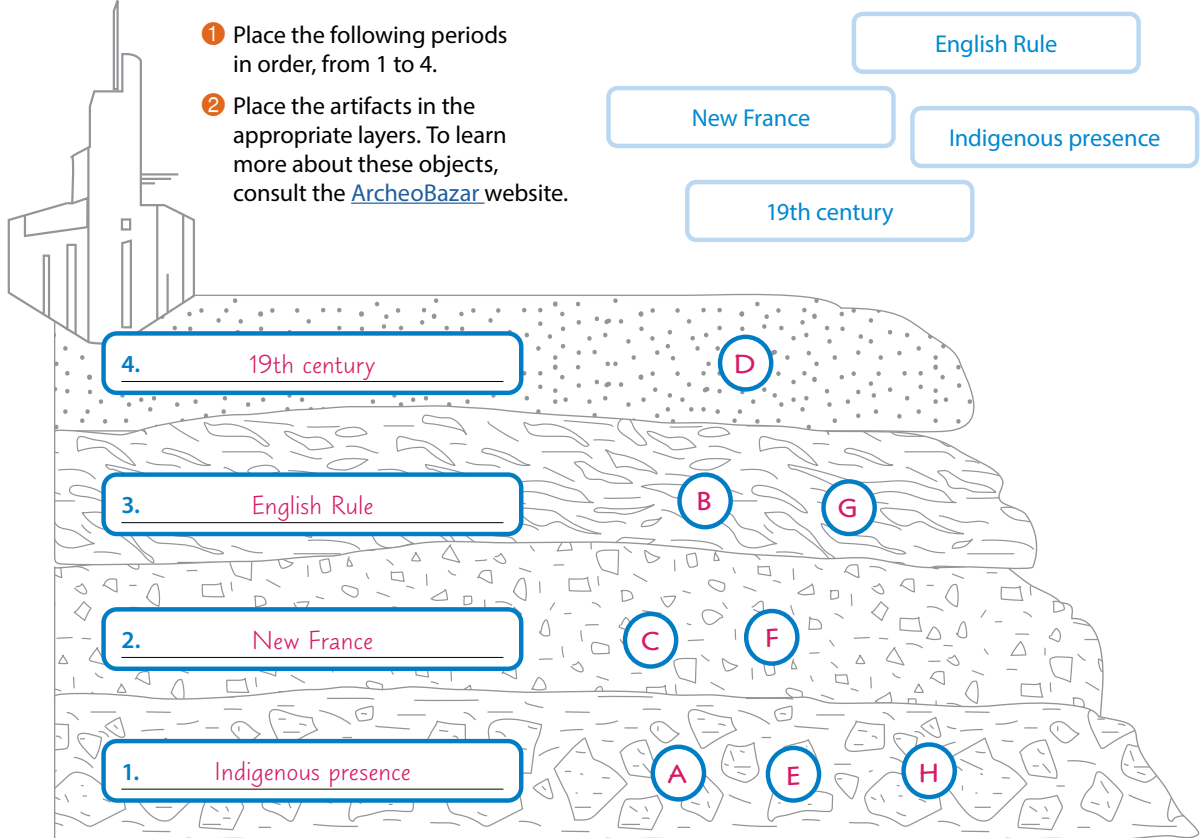 1 Place the following periods
in order, from 1 to 4.
2 Place the artifacts in the
appropriate layers. To learn
more about these objects,
consult the ArcheoBazar website.
English Rule
New France
Indigenous presence
19th century
4. 19th century
D
3. English Rule
B G
2. New France
C F
1. Indigenous presence
A E H